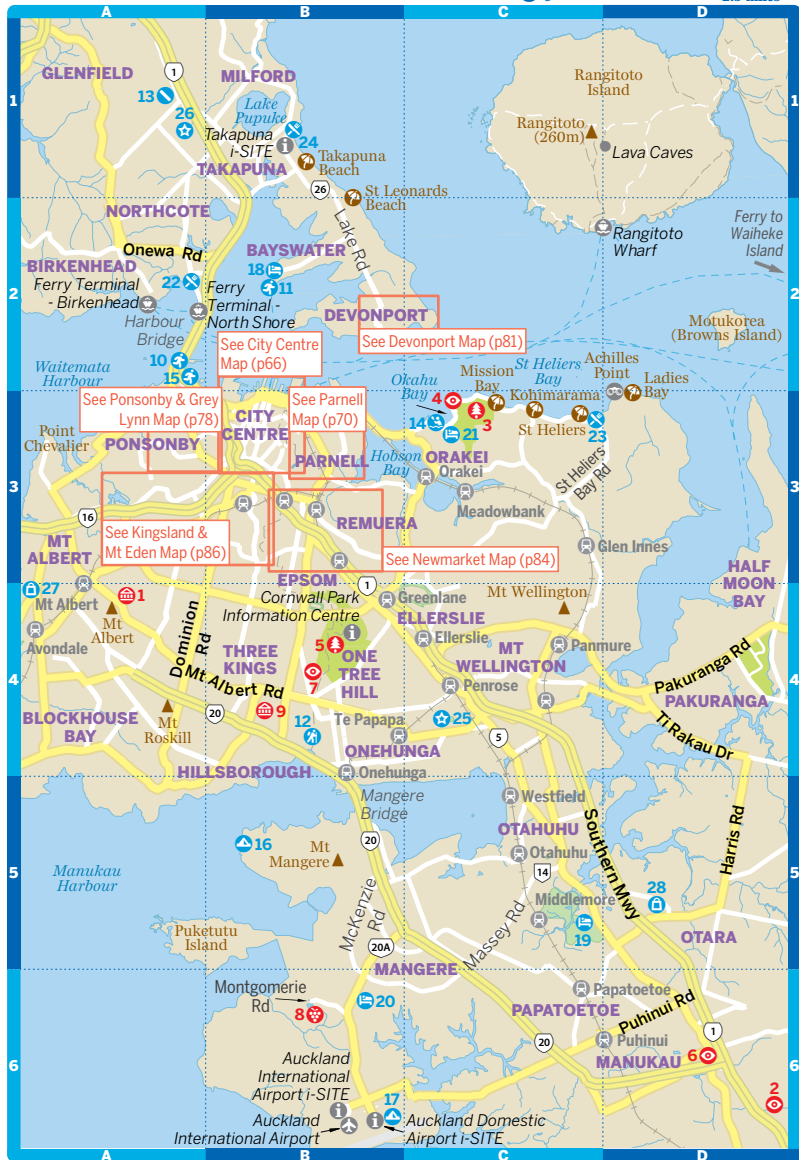 A B C D
GLENFIELD
1
MILFORD
13
26
Lake
Pupuke
Takapuna
i-SITE
24
TAKAPUNA
Takapuna
Beach
26
St Leonards
Beach
Rangitoto
Island
Rangitoto
(260m)
Lava Caves
1 1
NORTHCOTE
Lake Rd
Onewa Rd
BAYSWATER
BIRKENHEAD
18
11
22
Ferry Terminal
- Birkenhead
Ferry
Terminal -
North Shore
Harbour
Bridge
DEVONPORT
See Devonport Map (p81)
Rangitoto
Wharf
Ferry to
Waiheke
Island
Motukorea
(Browns Island)
2 2
See City Centre
Map (p66)
10
15
Waitemata
Harbour
See Ponsonby & Grey
Lynn Map (p78)
CITY
CENTRE
See Parnell
Map (p70)
Okahu
Bay
Mission
Bay
St Heliers
Bay
Kohimarama
Achilles
Point
Ladies
Bay
4
3
14
21
St Heliers
23
Point
Chevalier
PONSONBY
PARNELL
Hobson
Bay
ORAKEI
Orakei
St Heliers
Bay Rd
Meadowbank
3 3
16
MT
ALBERT
See Kingsland &
Mt Eden Map (p86)
REMUERA
See Newmarket Map (p84)
Glen Innes
HALF
MOON
BAY
EPSOM
1
Cornwall Park
Information Centre
Greenlane
Mt Wellington
27
Mt Albert
1
Mt
Albert
Avondale
Dominion
Rd
THREE
KINGS
5
ONE
TREE
HILL
7
ELLERSLIE
Ellerslie
MT
WELLINGTON
Panmure
Penrose
Pakuranga Rd
PAKURANGA
4 4
Mt Albert Rd
BLOCKHOUSE
BAY
Mt
Roskill
20
9
12
Te Papapa
25
5
Ti Rakau Dr
ONEHUNGA
HILLSBOROUGH
Onehunga
Mangere
Bridge
Westfield
OTAHUHU
Otahuhu
Southern Mwy
Harris Rd
20
16
Mt
Mangere
Manukau
Harbour
5 5
14
Middlemore
28
19
Puketutu
Island
McKenzie
Rd
Massey Rd
20A
OTARA
MANGERE
Montgomerie
Rd
8
20
Papatoetoe
PAPATOETOE
Puhinui Rd
20
Puhinui
1
MANUKAU
6
2
6 6
Auckland
International
Airport i-SITE
17
Auckland
International Airport
Auckland Domestic
Airport i-SITE
A B C D